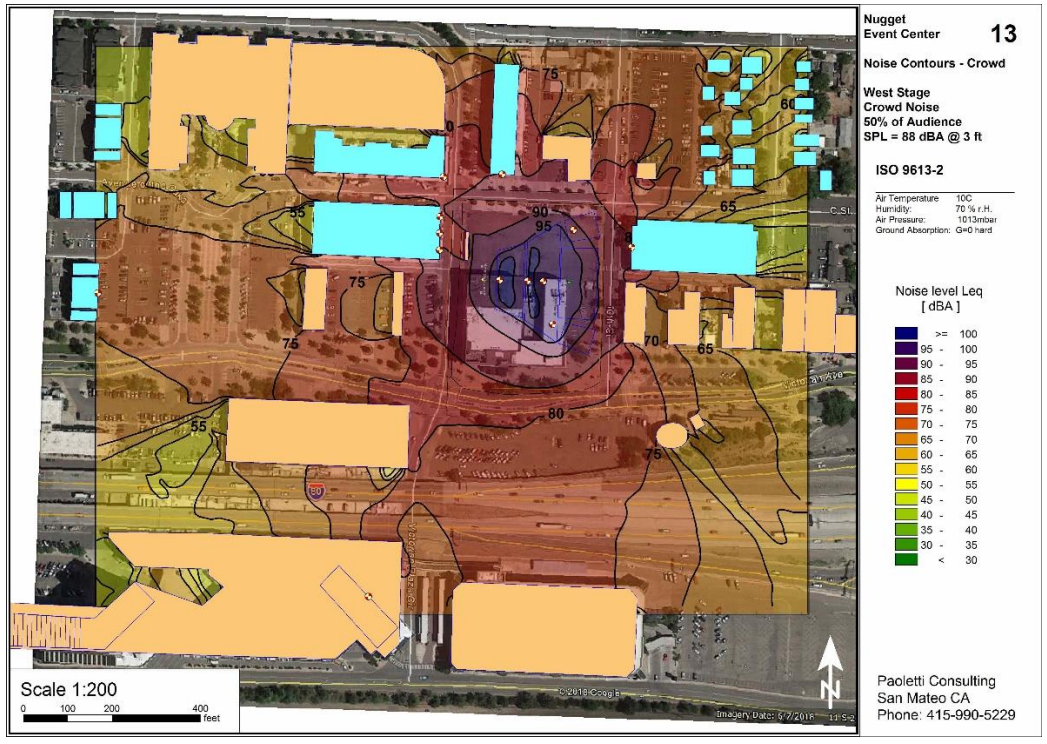 Nugget
Event Center
13
Noise Contours - Crowd
West Stage
Crowd Noise
50% of Audience
SPL = 88 dBA @ 3 ft
ISO 9613-2
Air Temperature 10C
Humidity: 70 % r.H.
Air Pressure: 1013mbar
Ground Absorption: G=0 hard
Noise level Leq
[ dBA ]
>= 100
95 - 100
90 - 95
85 - 90
80 - 85
75 - 80
70 - 75
65 - 70
60 - 65
55 - 60
50 - 55
45 - 50
40 - 45
35 - 40
30 - 35
< 30
Paoletti Consulting
San Mateo CA
Phone: 415-990-5229
75
60
65
C St
55
90
95
75
75
70
65
Victorian Ave
80
55
75
80
© 2018 Google
Imagery Date: 6/7/2018
N
Scale 1:200
0 100 200 400
feet